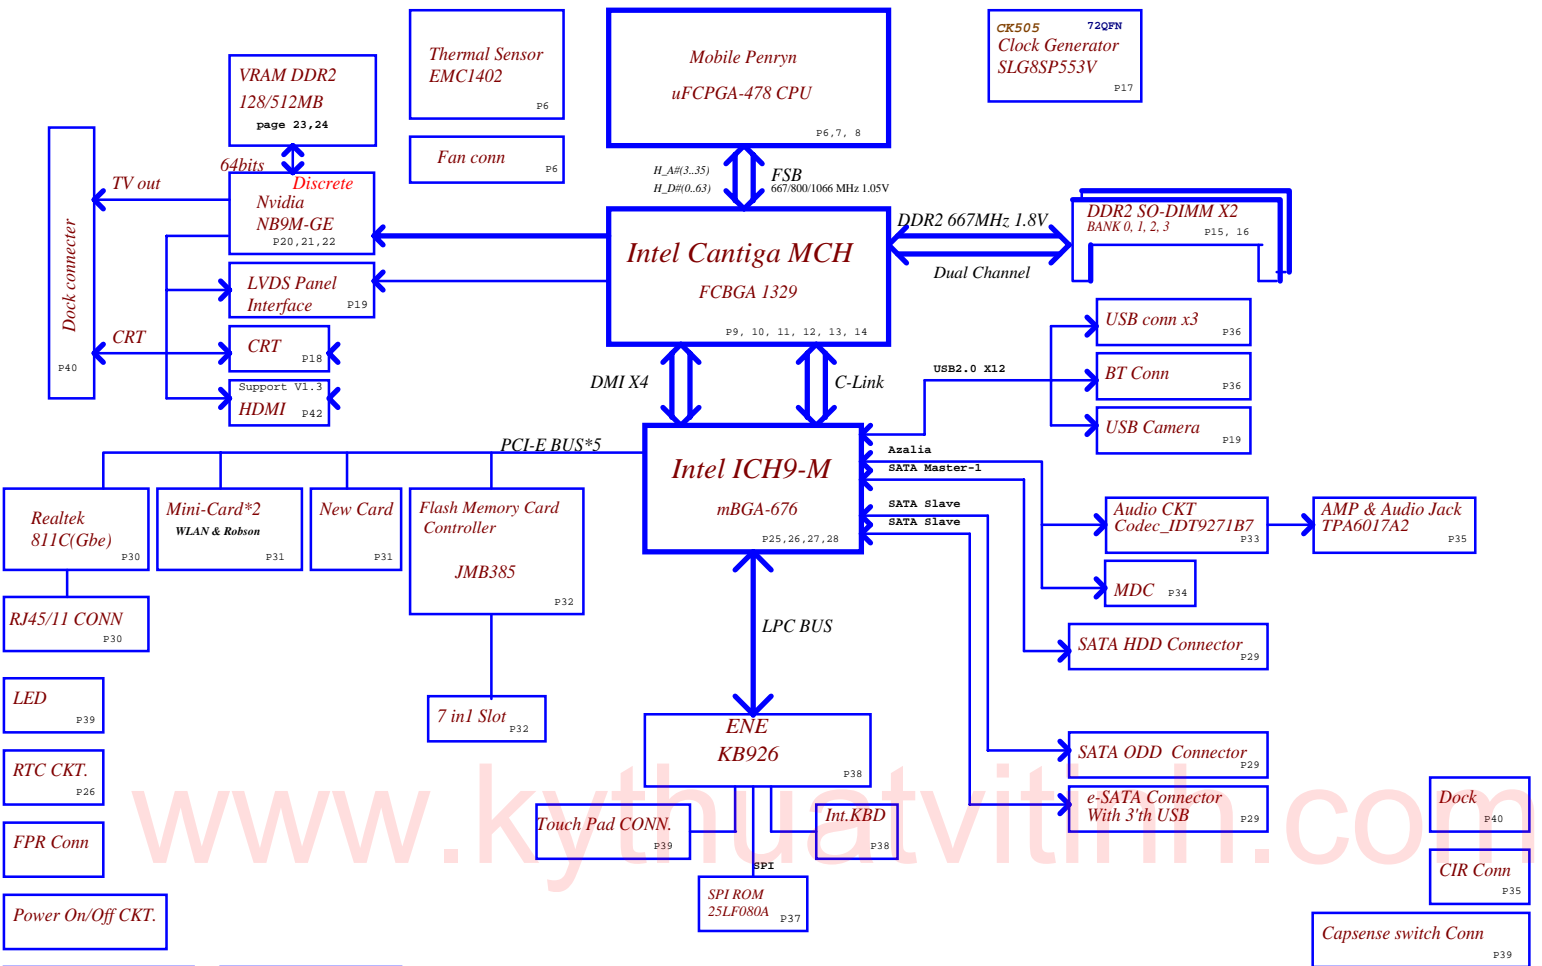 Thermal Sensor
EMC1402
P6
Fan conn
P6
Mobile Penryn
uFCPGA-478 CPU
P6,7, 8
CK505
72QFN
Clock Generator
SLG8SP553V
P17
VRAM DDR2
128/512MB
page 23,24
64bits
Discrete
Nvidia
NB9M-GE
P20,21,22
TV out
Dock connecter
P40
CRT
LVDS Panel
Interface
P19
CRT
P18
Support V1.3
HDMI
P42
H_A#(3..35)
H_D#(0..63)
FSB
667/800/1066 MHz 1.05V
Intel Cantiga MCH
FCBGA 1329
P9, 10, 11, 12, 13, 14
DDR2 667MHz 1.8V
Dual Channel
DDR2 SO-DIMM X2
BANK 0, 1, 2, 3
P15, 16
DMI X4
C-Link
USB2.0 X12
USB conn x3
P36
BT Conn
P36
USB Camera
P19
PCI-E BUS*5
Intel ICH9-M
mBGA-676
P25,26,27,28
Azalia
SATA Master-1
SATA Slave
SATA Slave
Realtek
811C(Gbe)
P30
Mini-Card*2
WLAN & Robson
P31
New Card
P31
Flash Memory Card
Controller
JMB385
P32
Audio CKT
Codec_IDT9271B7
P33
AMP & Audio Jack
TPA6017A2
P35
MDC
P34
RJ45/11 CONN
P30
LPC BUS
SATA HDD Connector
P29
LED
P39
7 in1 Slot
P32
ENE
KB926
P38
SATA ODD Connector
P29
RTC CKT.
P26
e-SATA Connector
With 3'th USB
P29
Dock
P40
Touch Pad CONN.
P39
Int.KBD
P38
FPR Conn
SPI
SPI ROM
25LF080A
P37
CIR Conn
P35
Power On/Off CKT.
Capsense switch Conn
P39
www.kythuatvitinh.com